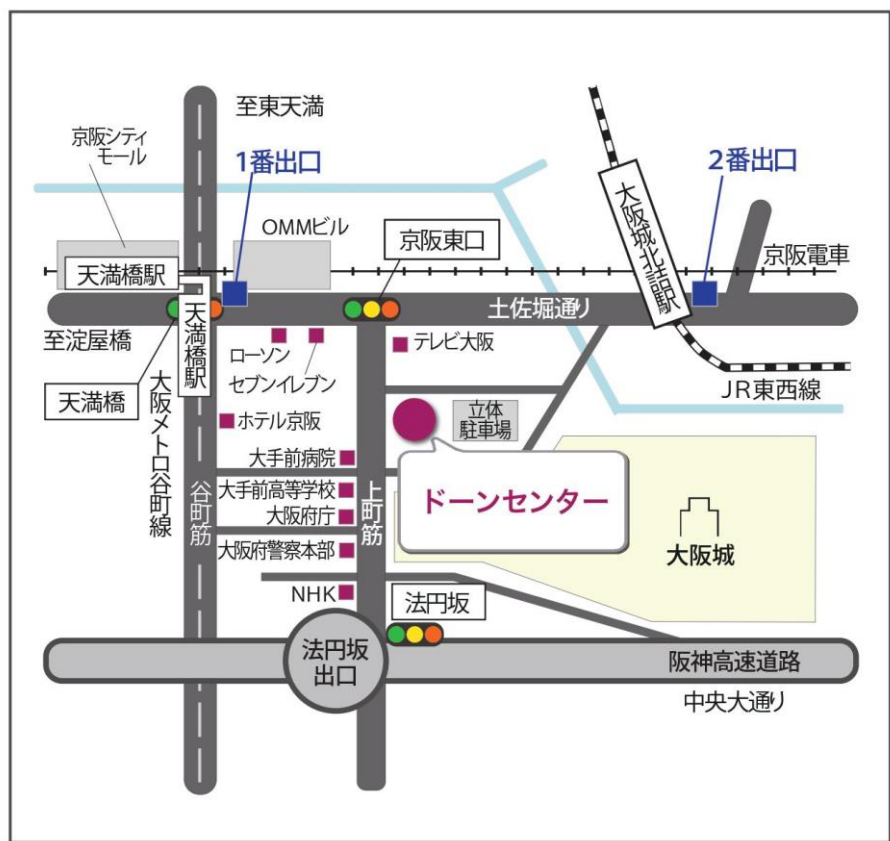 至東天満
京阪シティ
モール
1番出口
2番出口
OMMビル
京阪東口
大阪城北詰駅
京阪電車
天満橋駅
天満橋駅
土佐堀通り
至淀屋橋
ローソン
テレビ大阪
セブンイレブン
天満橋
JR東西線
ホテル京阪
立体
駐車場
大阪メトロ谷町線
大手前病院
谷町筋
大手前高等学校
上町筋
ドーンセンター
大阪府庁
大阪府警察本部
大阪城
NHK
法円坂
法円坂
出口
阪神高速道路
中央大通り